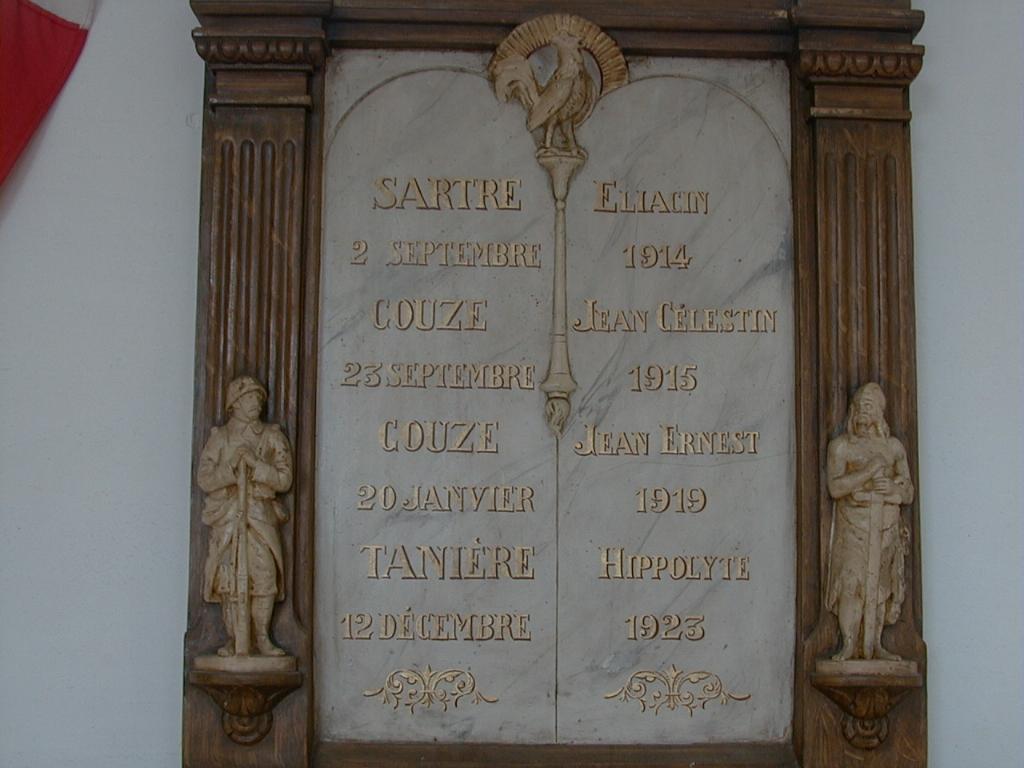 SARTRE ELIACIN
2 SEPTEMBRE 1914
COUZE JEAN CÉLESTIN
23 SEPTEMBRE 1915
COUZE JEAN ERNEST
20 JANVIER 1919
TANIÉRE HIPPOLYTE
12 DÉCEMBRE 1923